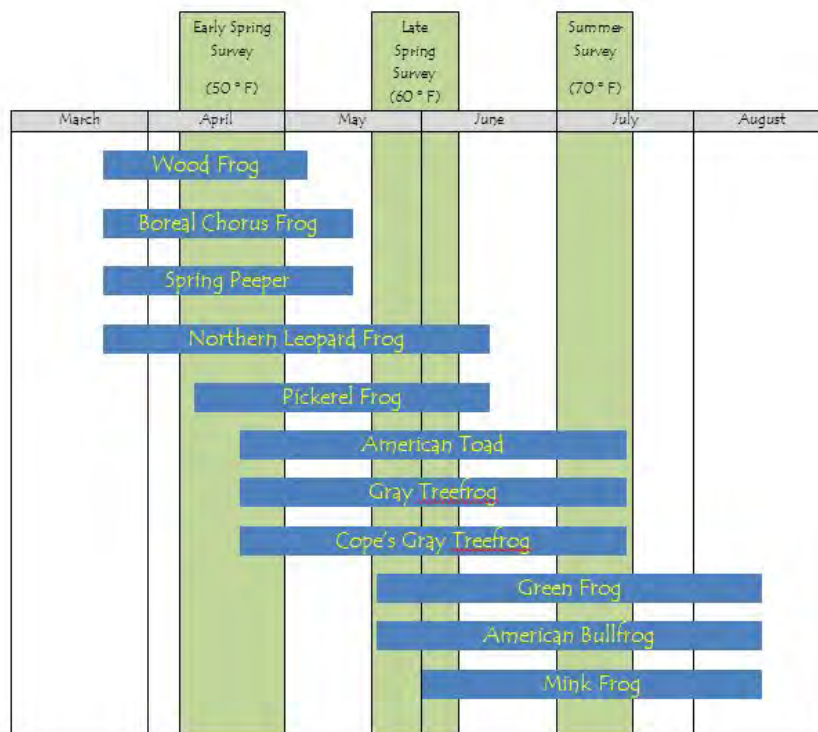 Early Spring
Survey
(50 ° F)
Late
Spring
Survey
(60 ° F)
Summer
Survey
(70 ° F)
March April May June July August
Wood Frog
Boreal Chorus Frog
Spring Peeper
Northern Leopard Frog
Pickerel Frog
American Toad
Gray Treefrog
Cope's Gray Treefrog
Green Frog
American Bullfrog
Mink Frog